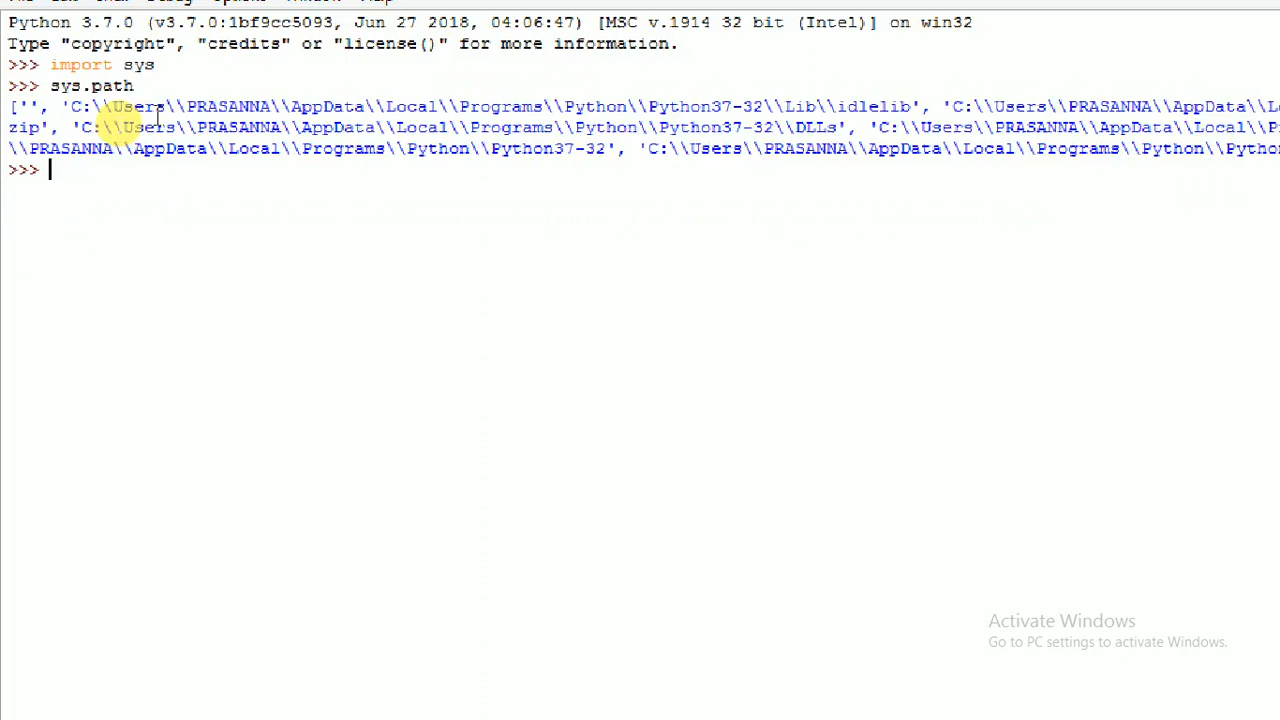 Python 3.7.0 (v3.7.0:1bf9cc5093, Jun 27 2018, 04:06:47) [MSC v.1914 32 bit (Intel)] on win32
Type "copyright", "credits" or "license()" for more information.
>>> import sys
>>> sys.path
['', 'C:\\Users\\PRASANNA\\AppData\\Local\\Programs\\Python\\Python37-32\\Lib\\idlelib', 'C:\\Users\\PRASANNA\\AppData\\Lo
zip', 'C:\\Users\\PRASANNA\\AppData\\Local\\Programs\\Python\\Python37-32\\DLLs', 'C:\\Users\\PRASANNA\\AppData\\Local\\P
\\PRASANNA\\AppData\\Local\\Programs\\Python\\Python37-32', 'C:\\Users\\PRASANNA\\AppData\\Local\\Programs\\Python\\Pytho
>>>
Activate Windows
Go to PC settings to activate Windows.